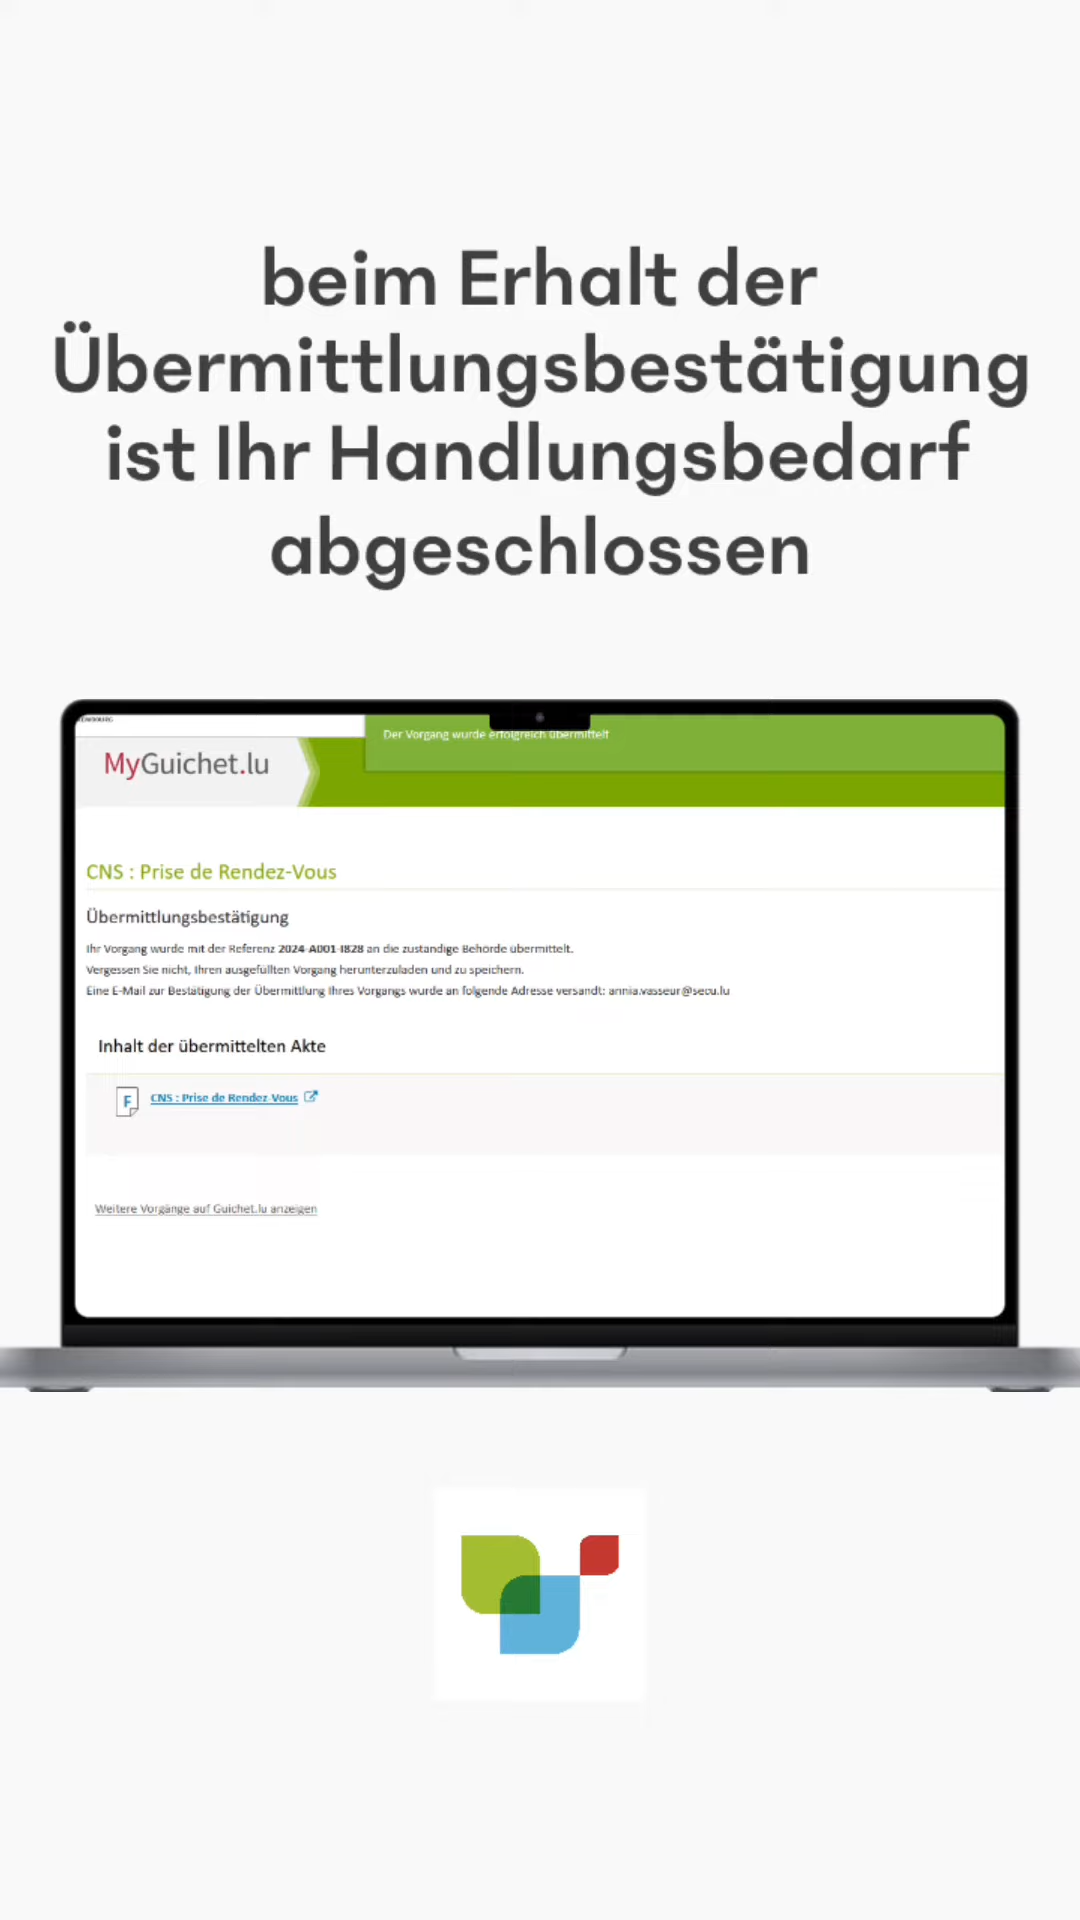 beim Erhalt der
Übermittlungsbestätigung
ist Ihr Handlungsbedarf
abgeschlossen
Der Vorgang wurde erfolgreich übermittelt
MyGuichet.lu
CNS : Prise de Rendez-Vous
Übermittlungsbestätigung
Ihr Vorgang wurde mit der Referenz 2024-A001-I828 an die zuständige Behörde übermittelt.
Vergessen Sie nicht, Ihren ausgefüllten Vorgang herunterzuladen und zu speichern.
Eine E-Mail zur Bestätigung der Übermittlung Ihres Vorgangs wurde an folgende Adresse versandt: annia.vasseur@secu.lu
Inhalt der übermittelten Akte
F CNS : Prise de Rendez-Vous
Weitere Vorgänge auf Guichet.lu anzeigen